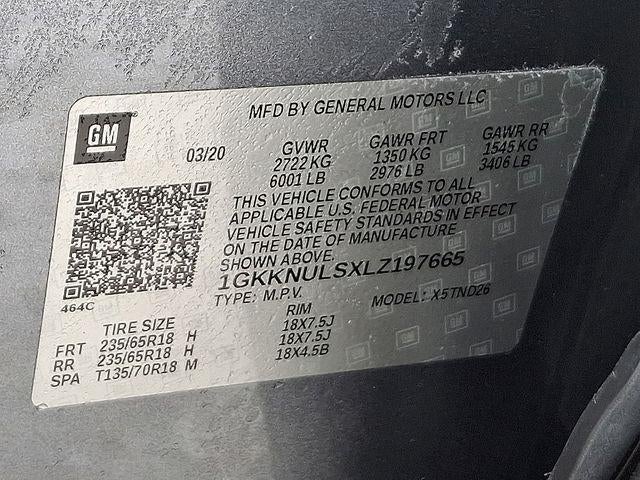 MFD BY GENERAL MOTORS LLC
GM
03/20 GVWR GAWR FRT GAWR RR
2722 KG 1350 KG 1545 KG
6001 LB 2976 LB 3406 LB
THIS VEHICLE CONFORMS TO ALL
APPLICABLE U.S. FEDERAL MOTOR
VEHICLE SAFETY STANDARDS IN EFFECT
ON THE DATE OF MANUFACTURE
SHOWN ABOVE.
1GKKNULSXLZ197665
464C
TYPE: M.P.V. MODEL: X5TND26
TIRE SIZE RIM
FRT 235/65R18 H 18X7.5J
RR 235/65R18 H 18X7.5J
SPA T135/70R18 M 18X4.5B